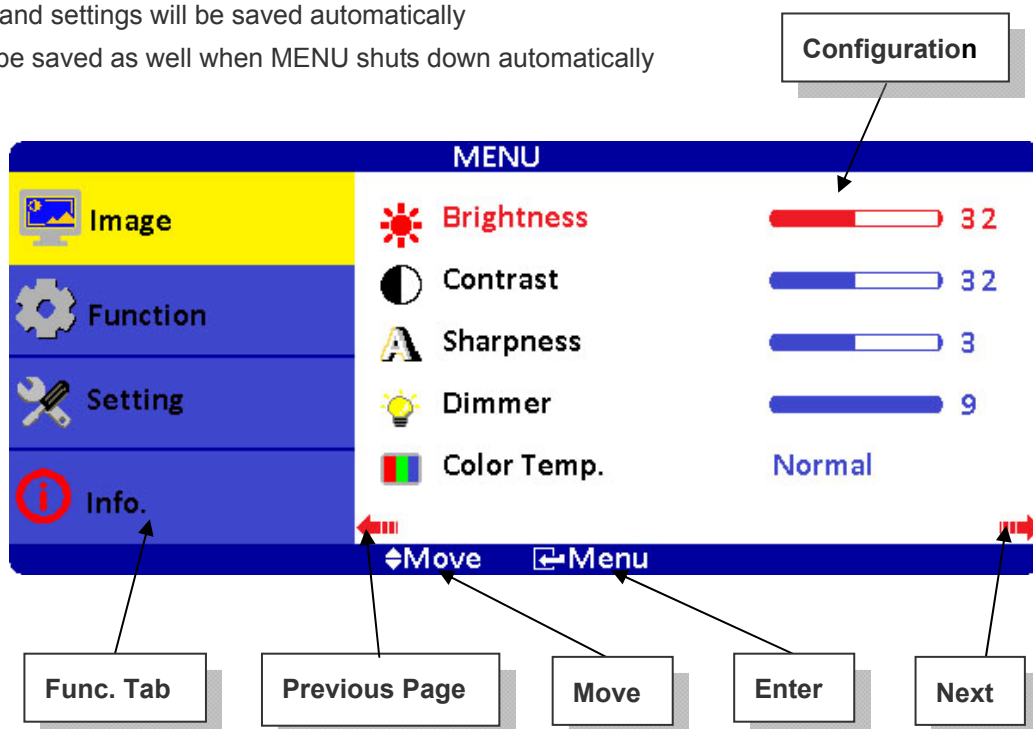 and settings will be saved automatically
be saved as well when MENU shuts down automatically
Configuration
MENU
Image
Function
Setting
Info.
Brightness 32
Contrast 32
Sharpness 3
Dimmer 9
Color Temp. Normal
Move Menu
Func. Tab
Previous Page
Move
Enter
Next